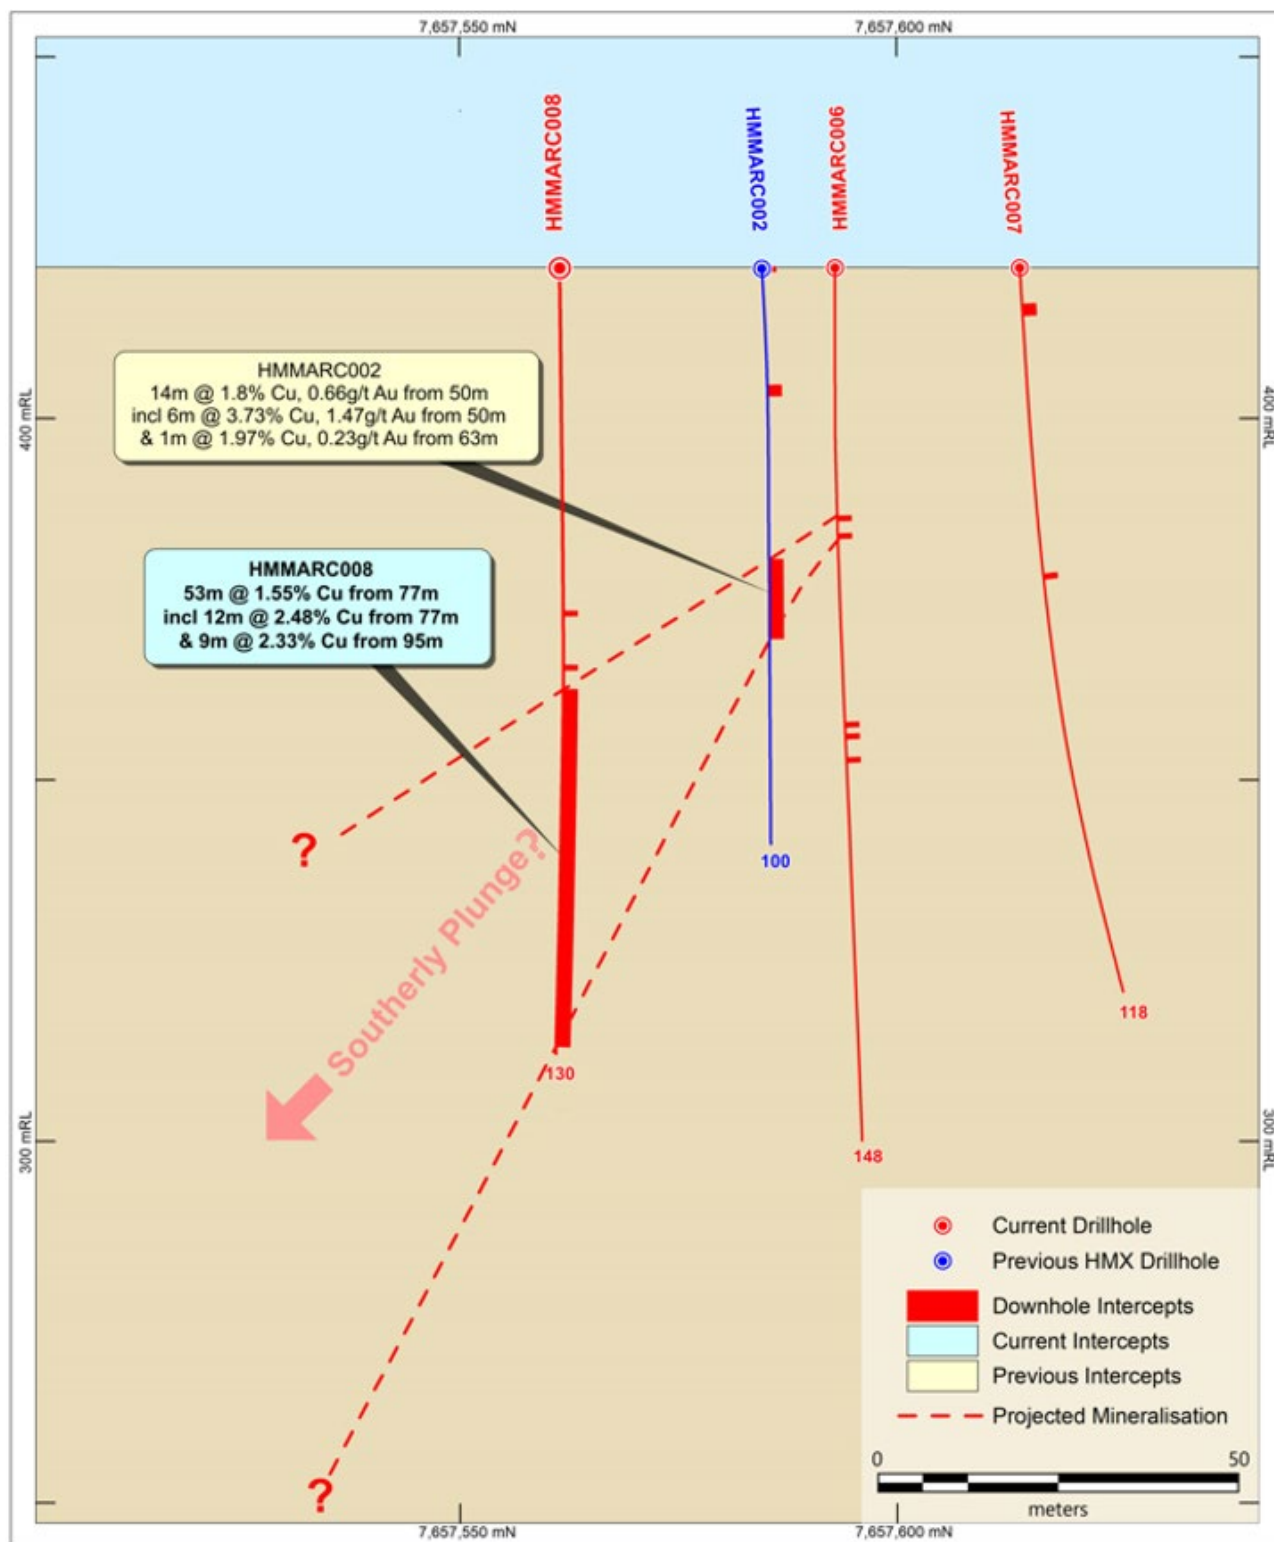 7,657,550 mN
7,657,600 mN
HMMARC008
HMMARC002
HMMARC006
HMMARC007
HMMARC002
14m @ 1.8% Cu, 0.66g/t Au from 50m
incl 6m @ 3.73% Cu, 1.47g/t Au from 50m
& 1m @ 1.97% Cu, 0.23g/t Au from 63m
400 mRL
400 mRL
HMMARC008
53m @ 1.55% Cu from 77m
incl 12m @ 2.48% Cu from 77m
& 9m @ 2.33% Cu from 95m
?
Southerly Plunge?
100
118
130
148
300 mRL
300 mRL
?
Current Drillhole
Previous HMX Drillhole
Downhole Intercepts
Current Intercepts
Previous Intercepts
Projected Mineralisation
0
50
meters
7,657,550 mN
7,657,600 mN